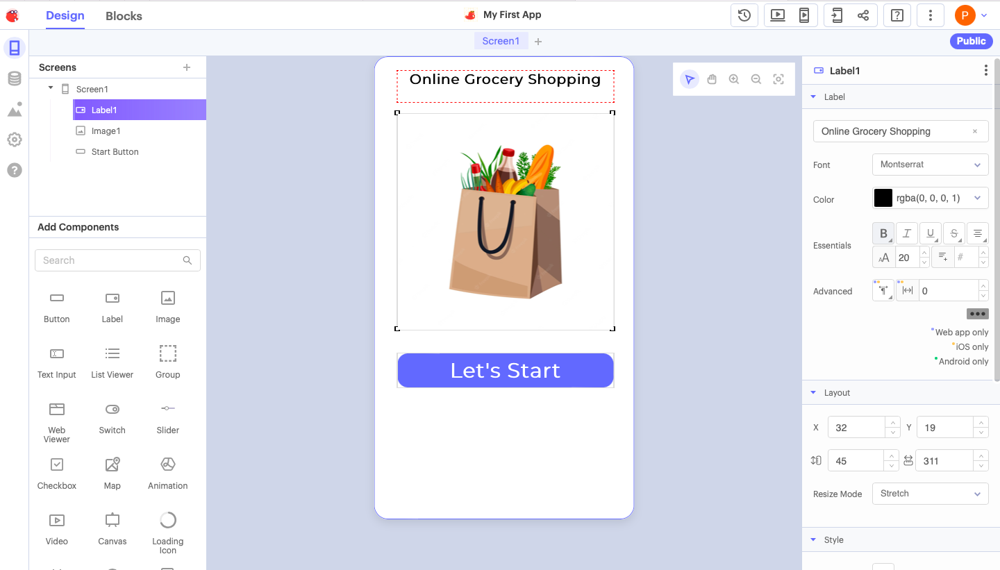 Design
Blocks
My First App
P
Screen1
Public
Screens
Screen1
Label1
Image1
Start Button
Add Components
Search
Button
Label
Image
Text Input
List Viewer
Group
Web Viewer
Switch
Slider
Checkbox
Map
Animation
Video
Canvas
Loading Icon
Online Grocery Shopping
Let's Start
Label1
Label
Online Grocery Shopping ×
Font
Montserrat
Color
rgba(0, 0, 0, 1)
Essentials
B I U S
AA 20 #
Advanced
0
Web app only
iOS only
Android only
Layout
X 32 Y 19
45 311
Resize Mode
Stretch
Style